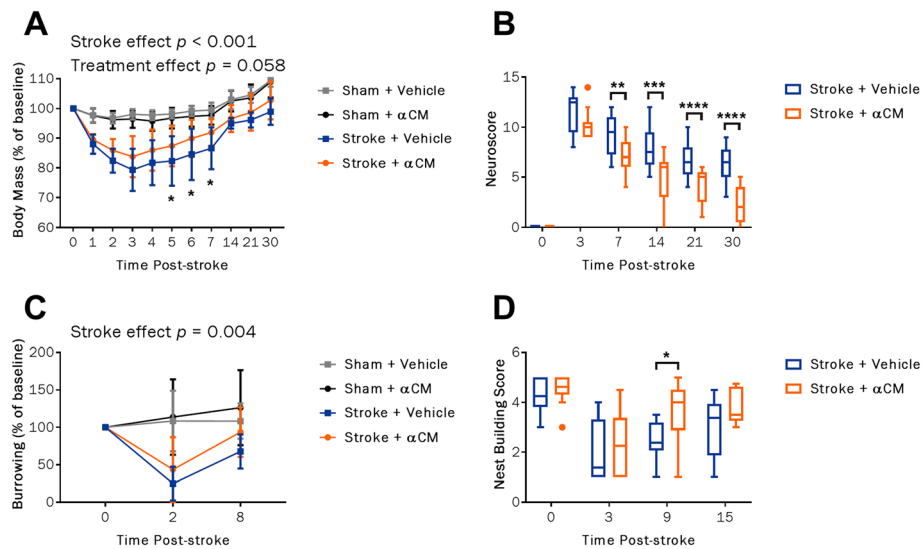 A
Stroke effect p < 0.001
Treatment effect p = 0.058
Body Mass (% of baseline)
110
100
90
80
70
60
* * *
0 1 2 3 4 5 6 7 14 21 30
Time Post-stroke
Sham + Vehicle
Sham + αCM
Stroke + Vehicle
Stroke + αCM
B
Neuroscore
15
10
5
0
** *** **** ****
0 3 7 14 21 30
Time Post-stroke
Stroke + Vehicle
Stroke + αCM
C
Stroke effect p = 0.004
Burrowing (% of baseline)
200
150
100
50
0
0 2 8
Time Post-stroke
Sham + Vehicle
Sham + αCM
Stroke + Vehicle
Stroke + αCM
D
Nest Building Score
6
4
2
0
*
0 3 9 15
Time Post-stroke
Stroke + Vehicle
Stroke + αCM